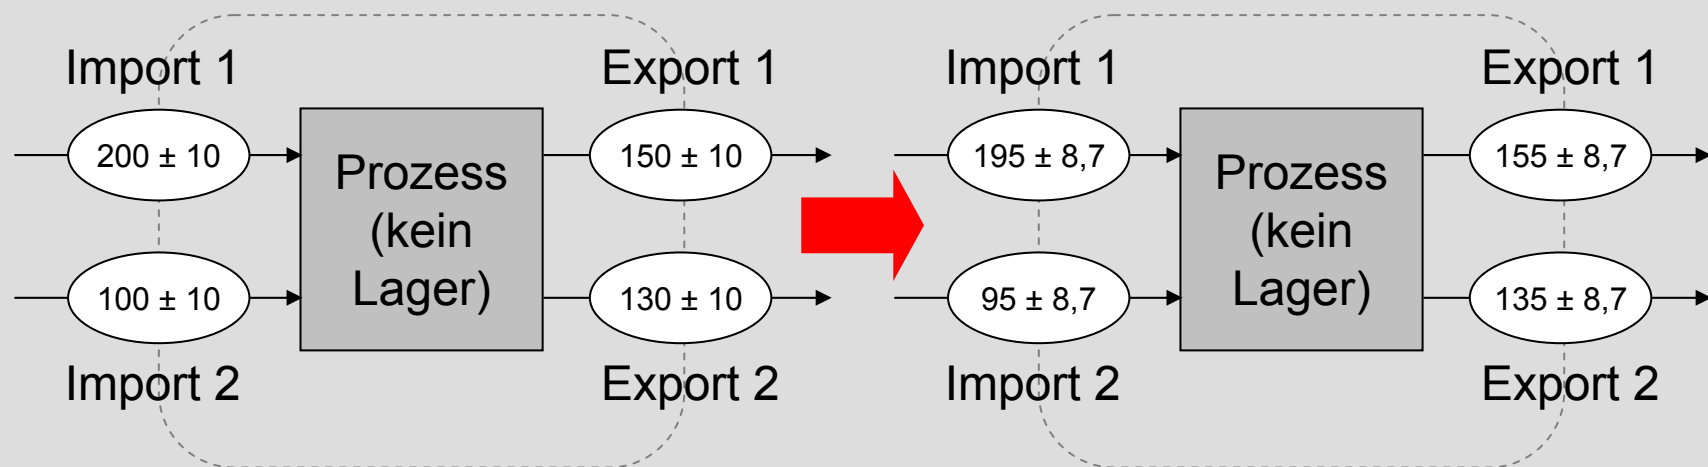 Import 1
Export 1
200 ± 10
150 ± 10
Prozess
(kein
Lager)
100 ± 10
130 ± 10
Import 2
Export 2
Import 1
Export 1
195 ± 8,7
155 ± 8,7
Prozess
(kein
Lager)
95 ± 8,7
135 ± 8,7
Import 2
Export 2